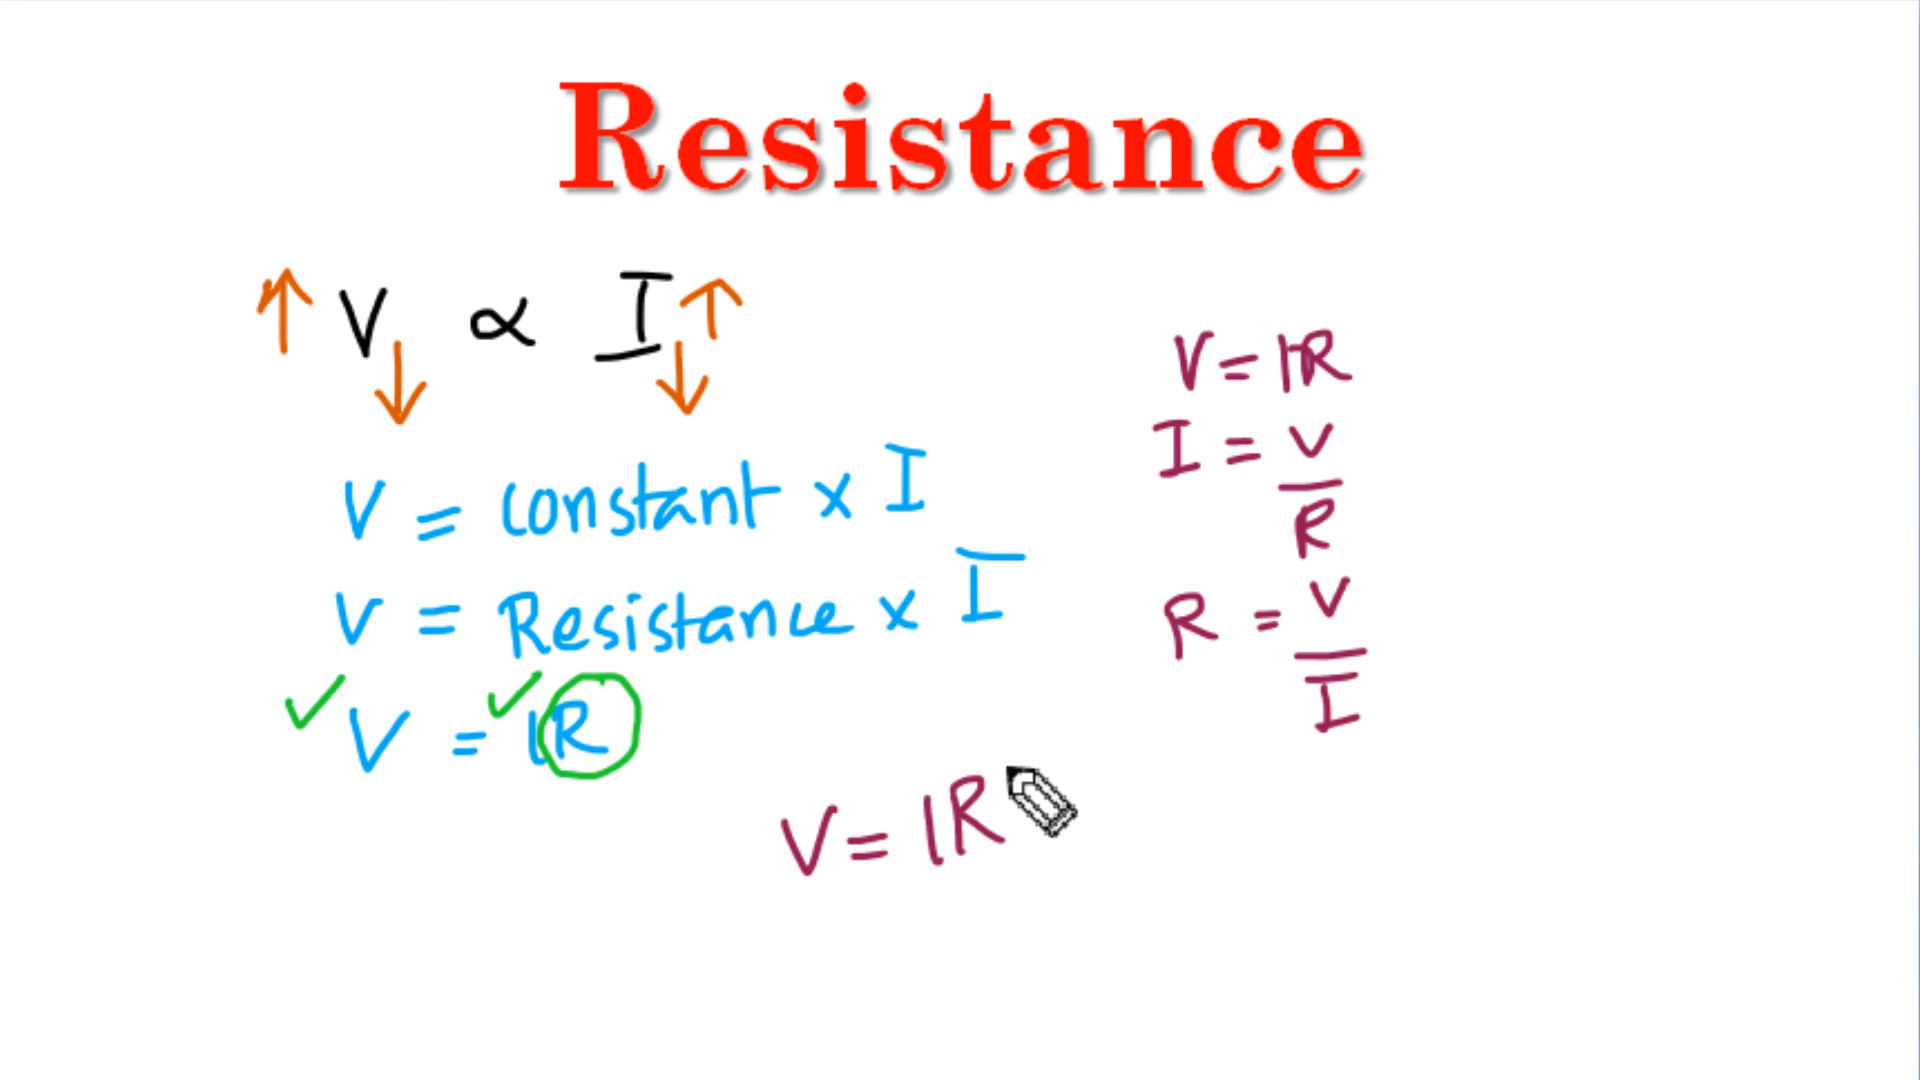 Resistance
↑ V ↓ ∝ I ↑ ↓
V = constant × I
V = Resistance × I
✓ V = ✓ IR
V = IR
I = V
R
R = V
I
V = IR